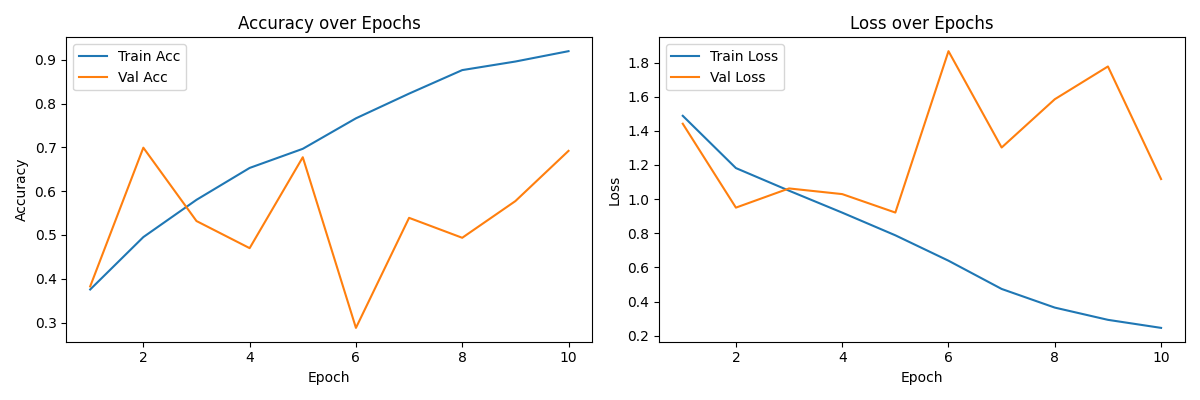 Accuracy over Epochs
Train Acc
Val Acc
0.9
0.8
0.7
0.6
0.5
0.4
0.3
Accuracy
2 4 6 8 10
Epoch
Loss over Epochs
Train Loss
Val Loss
1.8
1.6
1.4
1.2
1.0
0.8
0.6
0.4
0.2
Loss
2 4 6 8 10
Epoch